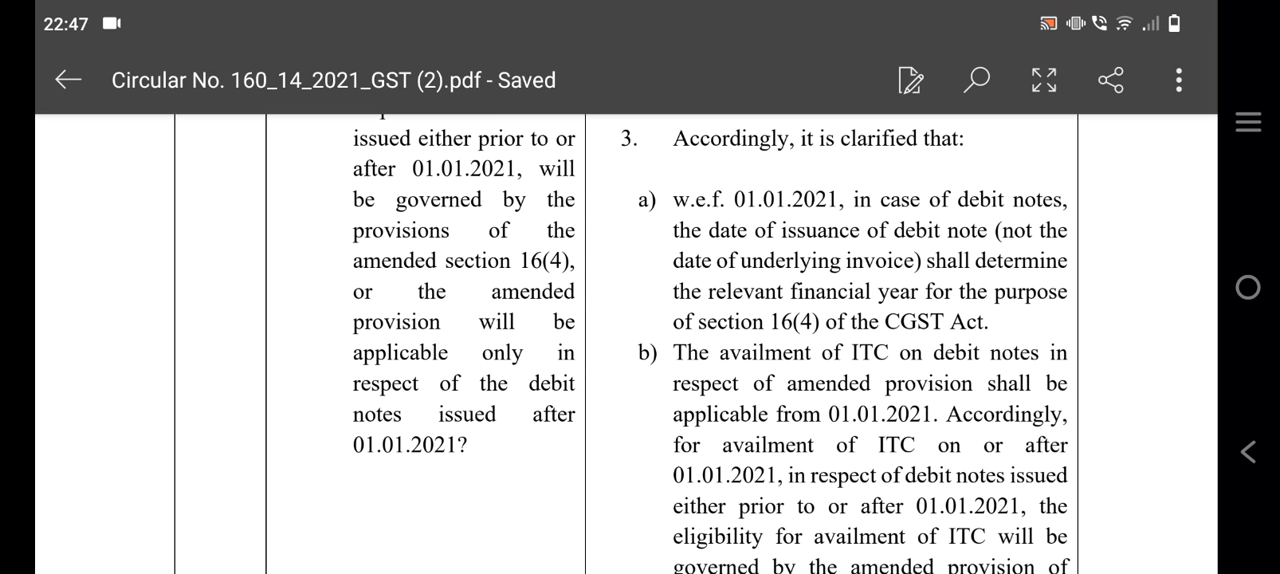 22:47
Circular No. 160_14_2021_GST (2).pdf - Saved
issued either prior to or
after 01.01.2021, will
be governed by the
provisions of the
amended section 16(4),
or the amended
provision will be
applicable only in
respect of the debit
notes issued after
01.01.2021?
3. Accordingly, it is clarified that:
a) w.e.f. 01.01.2021, in case of debit notes,
the date of issuance of debit note (not the
date of underlying invoice) shall determine
the relevant financial year for the purpose
of section 16(4) of the CGST Act.
b) The availment of ITC on debit notes in
respect of amended provision shall be
applicable from 01.01.2021. Accordingly,
for availment of ITC on or after
01.01.2021, in respect of debit notes issued
either prior to or after 01.01.2021, the
eligibility for availment of ITC will be
governed by the amended provision of